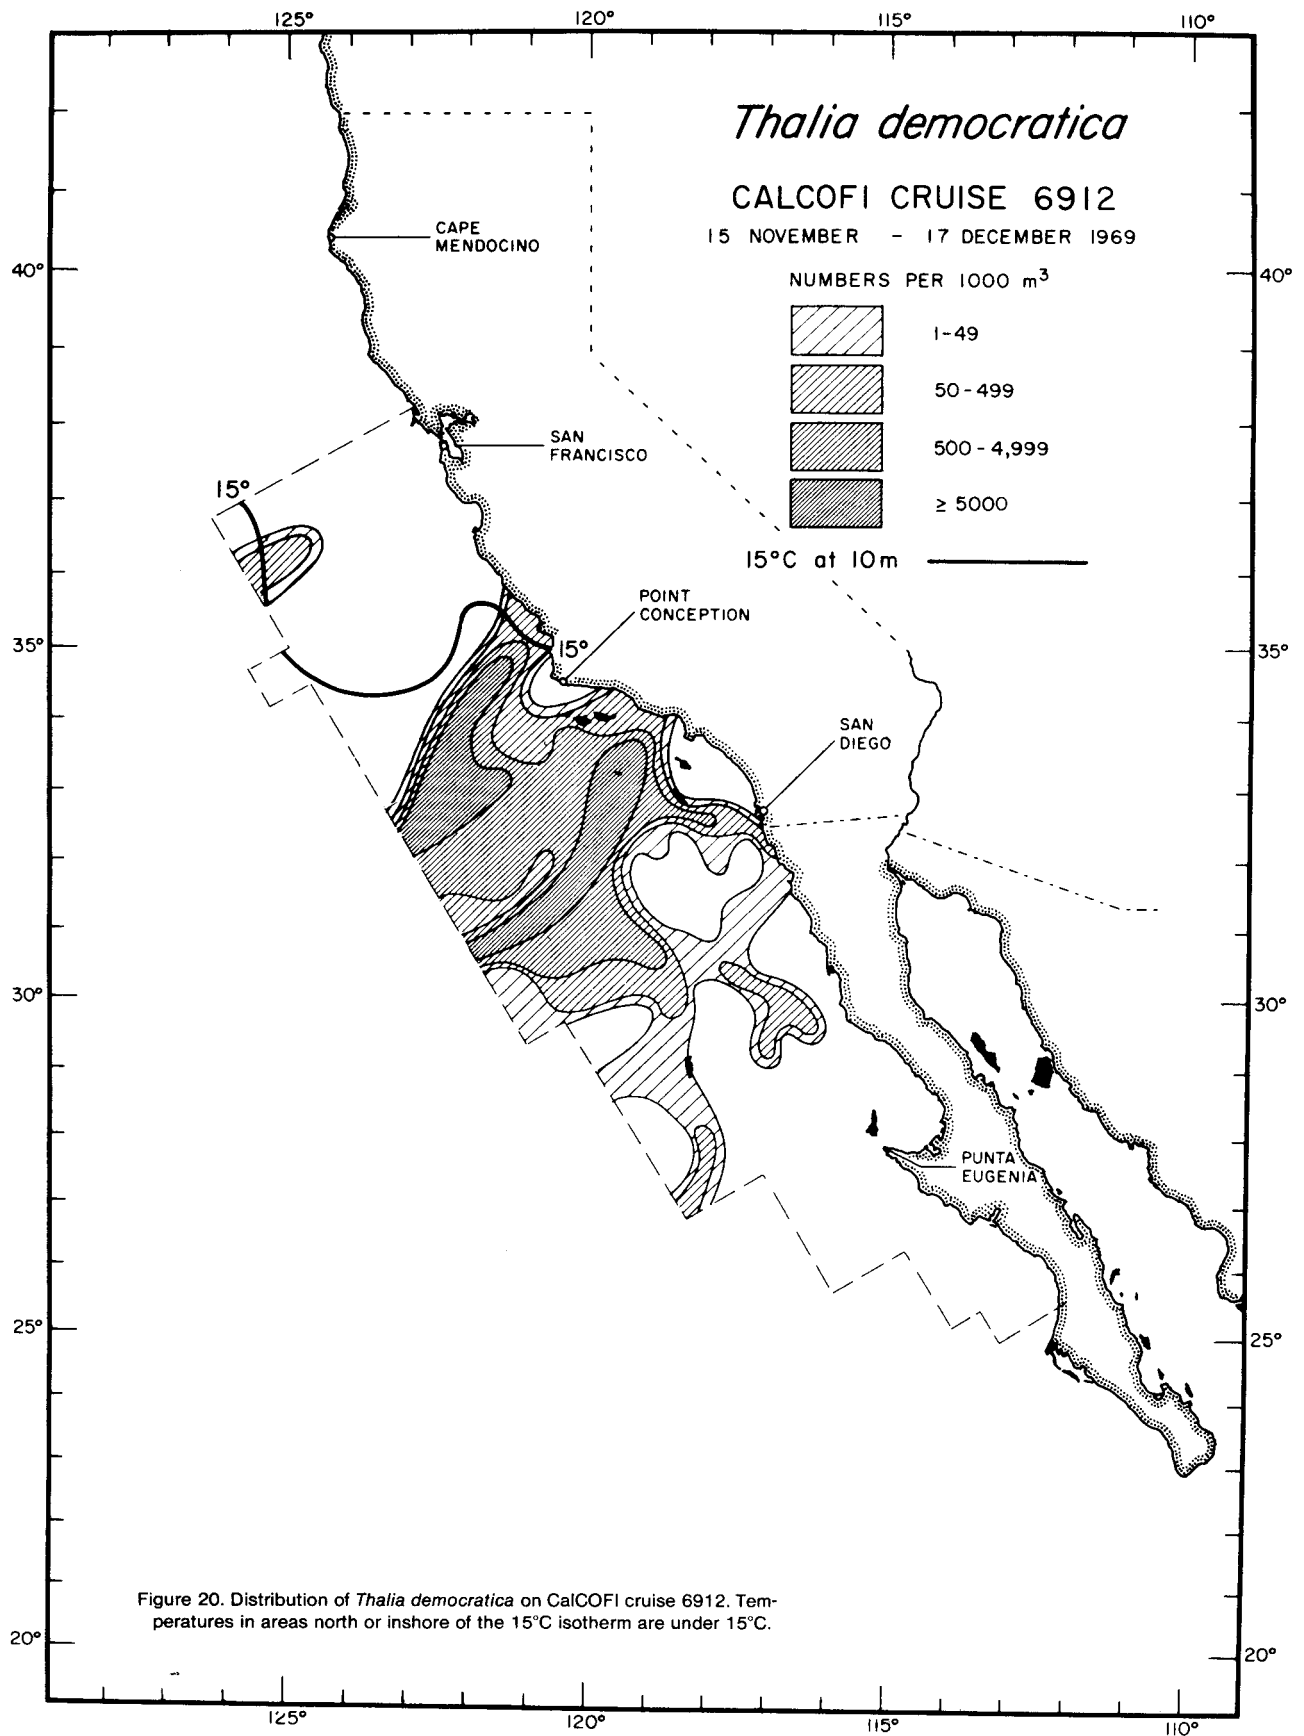 125°
120°
115°
110°
Thalia democratica
CALCOFI CRUISE 6912
15 NOVEMBER – 17 DECEMBER 1969
NUMBERS PER 1000 m³
1-49
50-499
500-4,999
≥ 5000
15°C at 10m
CAPE
MENDOCINO
40°
40°
SAN
FRANCISCO
15°
POINT
CONCEPTION
35°
15°
35°
SAN
DIEGO
30°
30°
PUNTA
EUGENIA
25°
25°
Figure 20. Distribution of Thalia democratica on CalCOFI cruise 6912. Tem-
peratures in areas north or inshore of the 15°C isotherm are under 15°C.
20°
20°
125°
120°
115°
110°